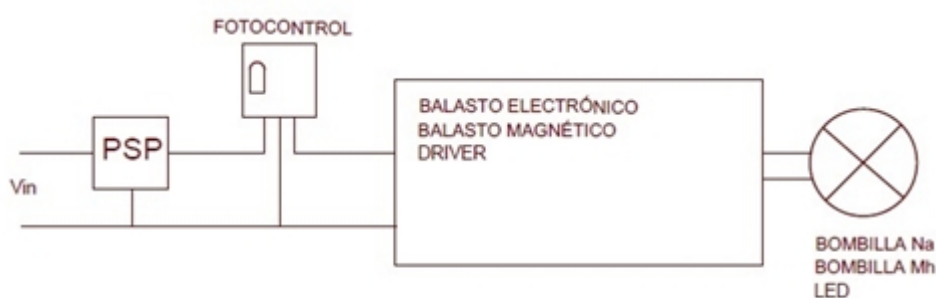 FOTOCONTROL
PSP
Vin
BALASTO ELECTRÓNICO
BALASTO MAGNÉTICO
DRIVER
BOMBILLA Na
BOMBILLA Mh
LED